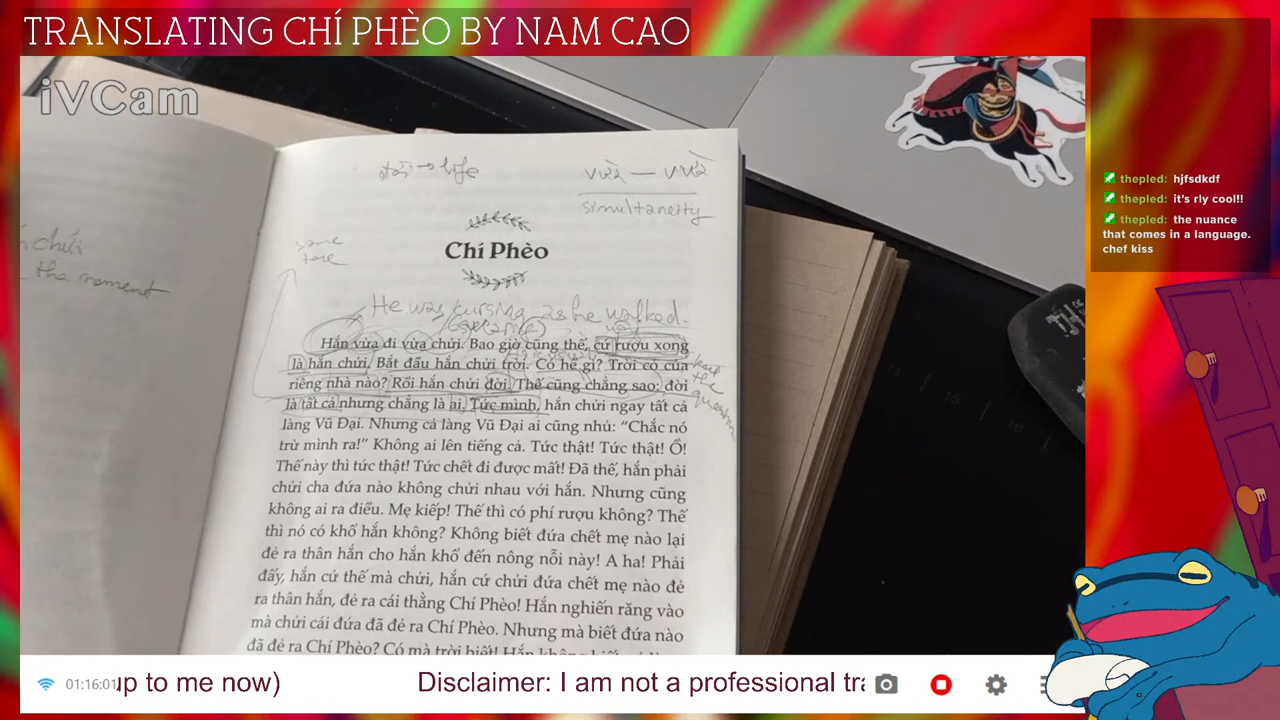 TRANSLATING CHÍ PHÈO BY NAM CAO
iVCam
đời → life
vừa — vừa
simultaneity
chửi
the moment
same
tone
Chí Phèo
He was cursing as he walked.
Hắn vừa đi vừa chửi. Bao giờ cũng thế, cứ rượu xong
là hắn chửi. Bắt đầu hắn chửi trời. Có hề gì? Trời có của
riêng nhà nào? Rồi hắn chửi đời. Thế cũng chẳng sao: đời
là tất cả nhưng chẳng là ai. Tức mình, hắn chửi ngay tất cả
làng Vũ Đại. Nhưng cả làng Vũ Đại ai cũng nhủ: “Chắc nó
trừ mình ra!” Không ai lên tiếng cả. Tức thật! Tức thật! Ồ!
Thế này thì tức thật! Tức chết đi được mất! Đã thế, hắn phải
chửi cha đứa nào không chửi nhau với hắn. Nhưng cũng
không ai ra điều. Mẹ kiếp! Thế thì có phí rượu không? Thế
thì nó có khổ hắn không? Không biết đứa chết mẹ nào lại
đẻ ra thân hắn cho hắn khổ đến nông nỗi này! A ha! Phải
đấy, hắn cứ thế mà chửi, hắn cứ chửi đứa chết mẹ nào đẻ
ra thân hắn, đẻ ra cái thằng Chí Phèo! Hắn nghiến răng vào
mà chửi cái đứa đã đẻ ra Chí Phèo. Nhưng mà biết đứa nào
đã đẻ ra Chí Phèo? Có mà trời biết! Hắn không
the
question
thepled: hjfsdkdf
thepled: it's rly cool!!
thepled: the nuance
that comes in a language.
chef kiss
01:16:01
up to me now)
Disclaimer: I am not a professional tra